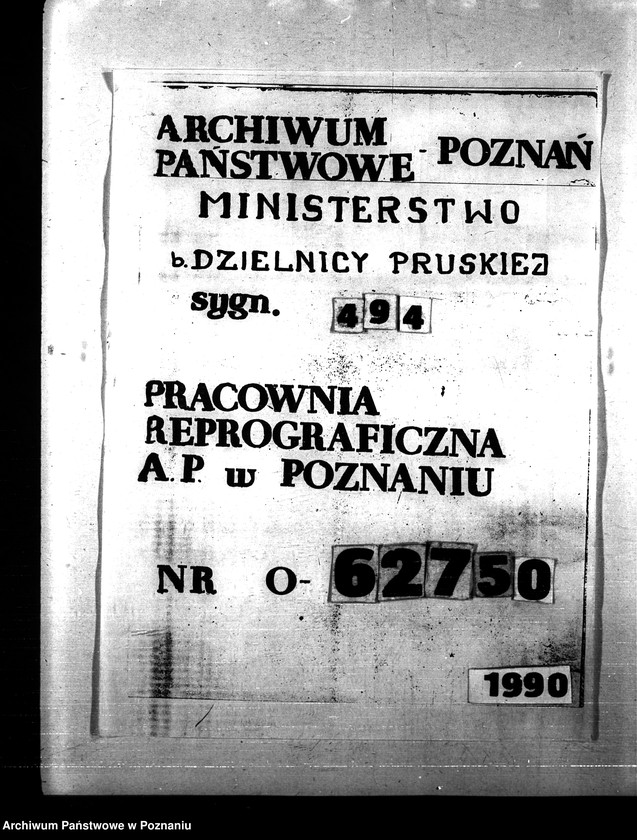 ARCHIWUM
PAŃSTWOWE - POZNAŃ
MINISTERSTWO
b. DZIELNICY PRUSKIEJ
sygn. 494
PRACOWNIA
REPROGRAFICZNA
A.P. w POZNANIU
NR O-62750
1990
Archiwum Państwowe w Poznaniu